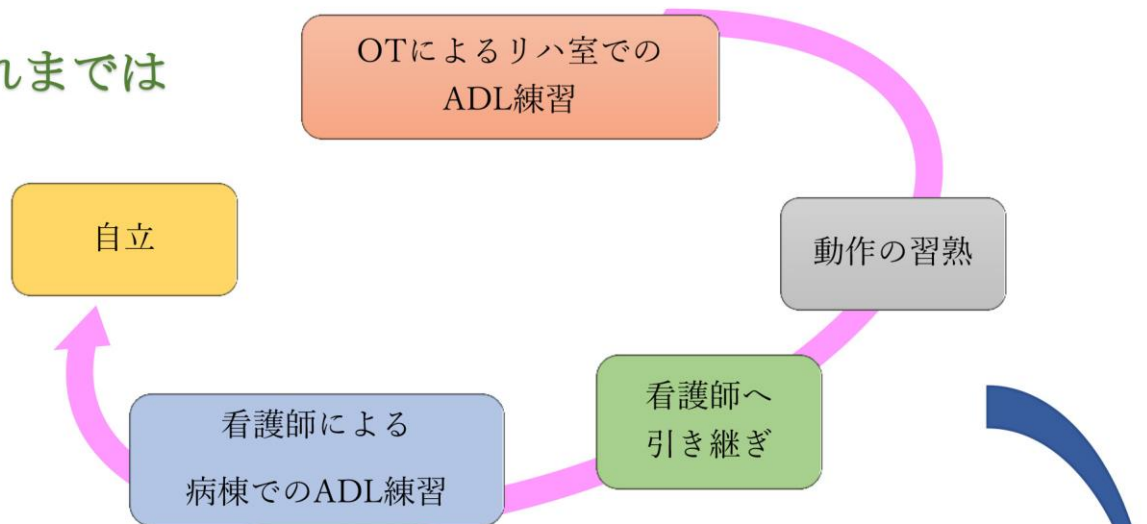 れまでは
OTによるリハ室での
ADL練習
動作の習熟
看護師へ
引き継ぎ
看護師による
病棟でのADL練習
自立